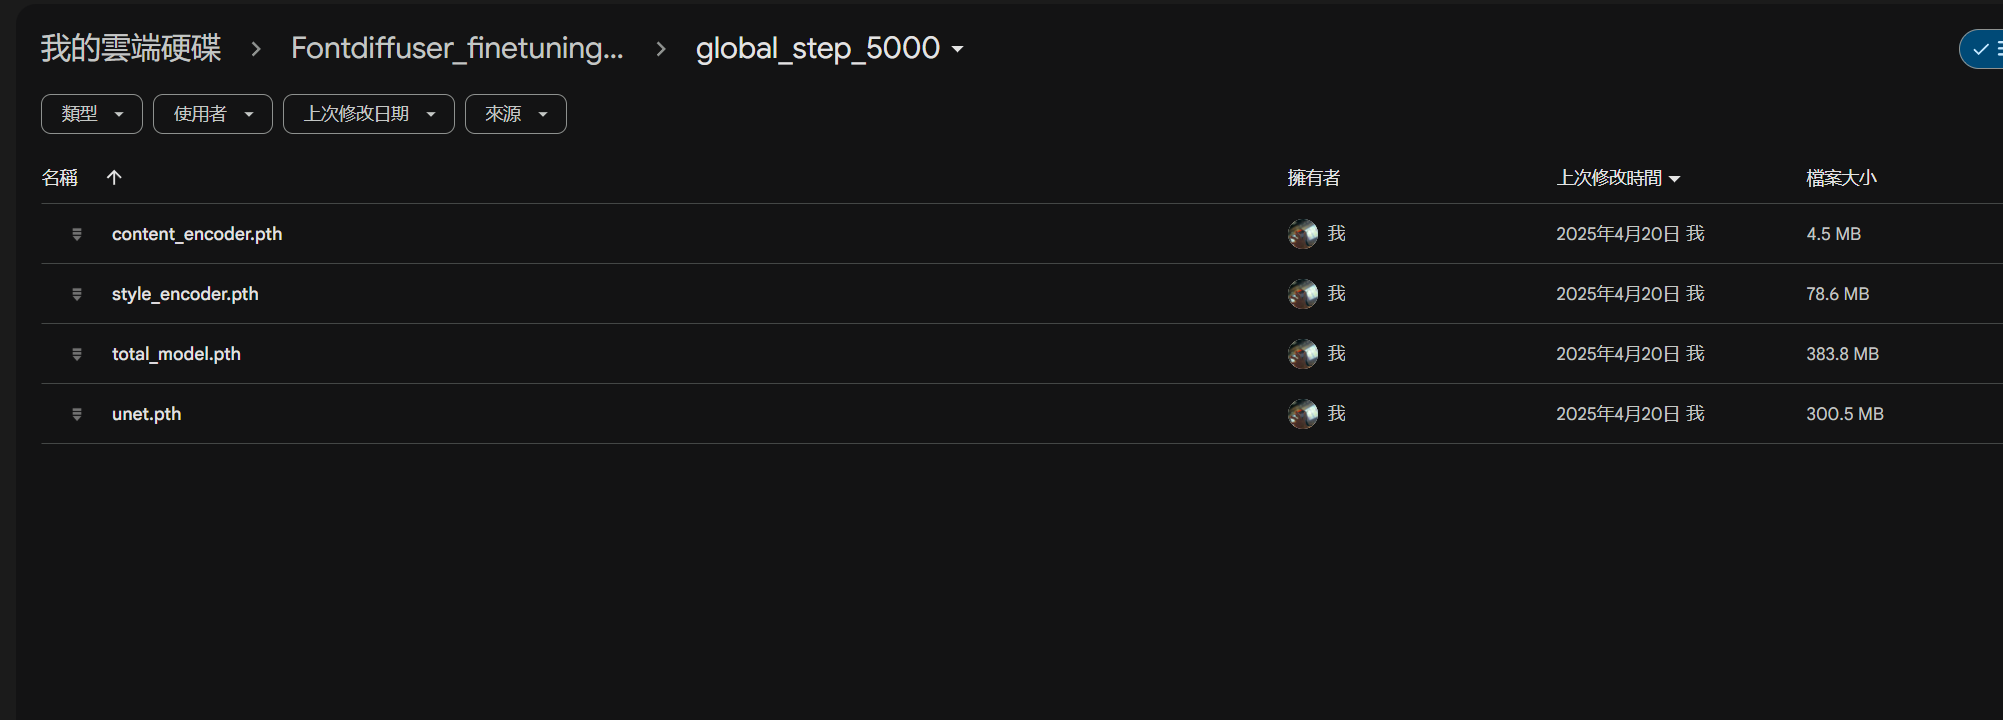 我的雲端硬碟 > Fontdiffuser_finetuning... > global_step_5000
類型 使用者 上次修改日期 來源
名稱 擁有者 上次修改時間 檔案大小
content_encoder.pth 我 2025年4月20日 我 4.5 MB
style_encoder.pth 我 2025年4月20日 我 78.6 MB
total_model.pth 我 2025年4月20日 我 383.8 MB
unet.pth 我 2025年4月20日 我 300.5 MB